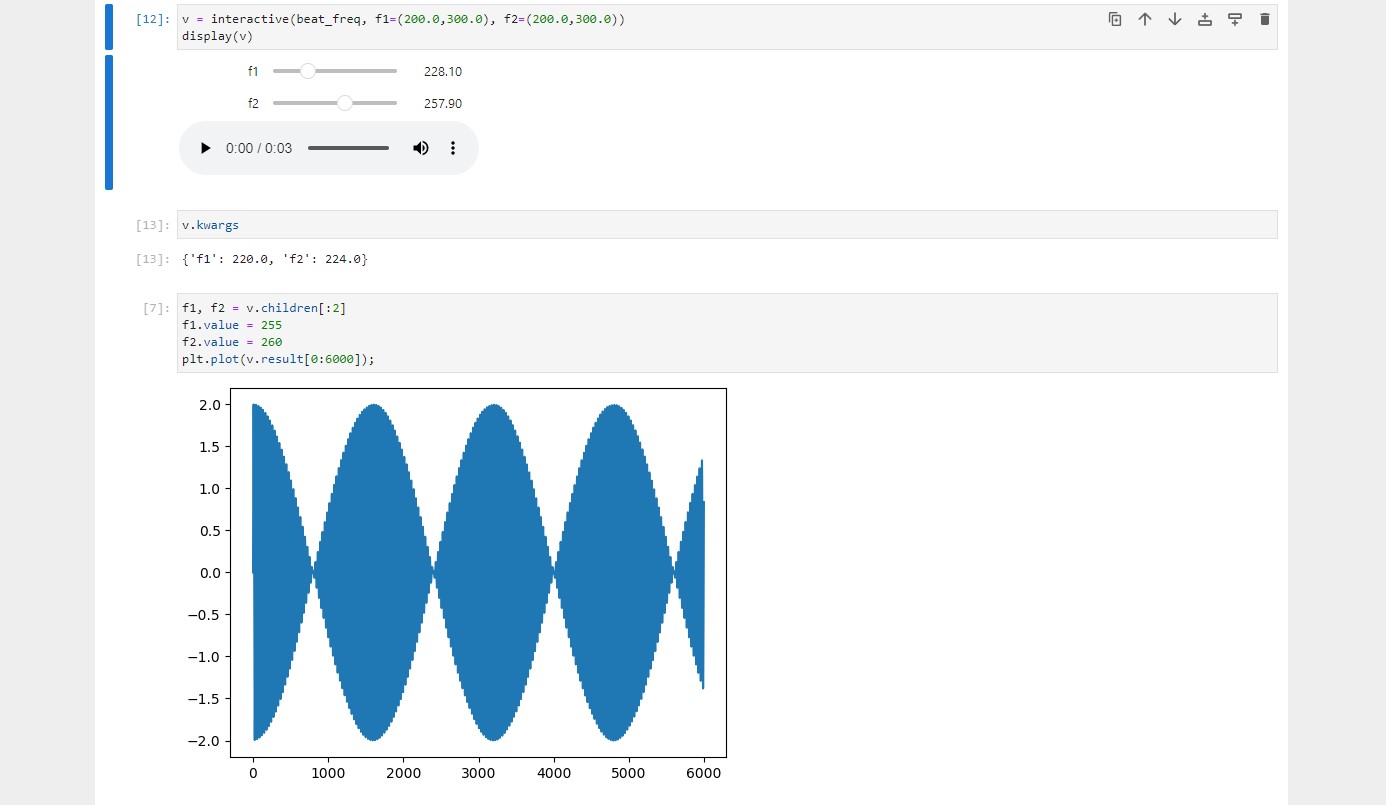 [12]: v = interactive(beat_freq, f1=(200.0,300.0), f2=(200.0,300.0))
display(v)
f1 228.10
f2 257.90
0:00 / 0:03
[13]: v.kwargs
[13]: {'f1': 220.0, 'f2': 224.0}
[7]: f1, f2 = v.children[:2]
f1.value = 255
f2.value = 260
plt.plot(v.result[0:6000]);
2.0
1.5
1.0
0.5
0.0
−0.5
−1.0
−1.5
−2.0
0 1000 2000 3000 4000 5000 6000